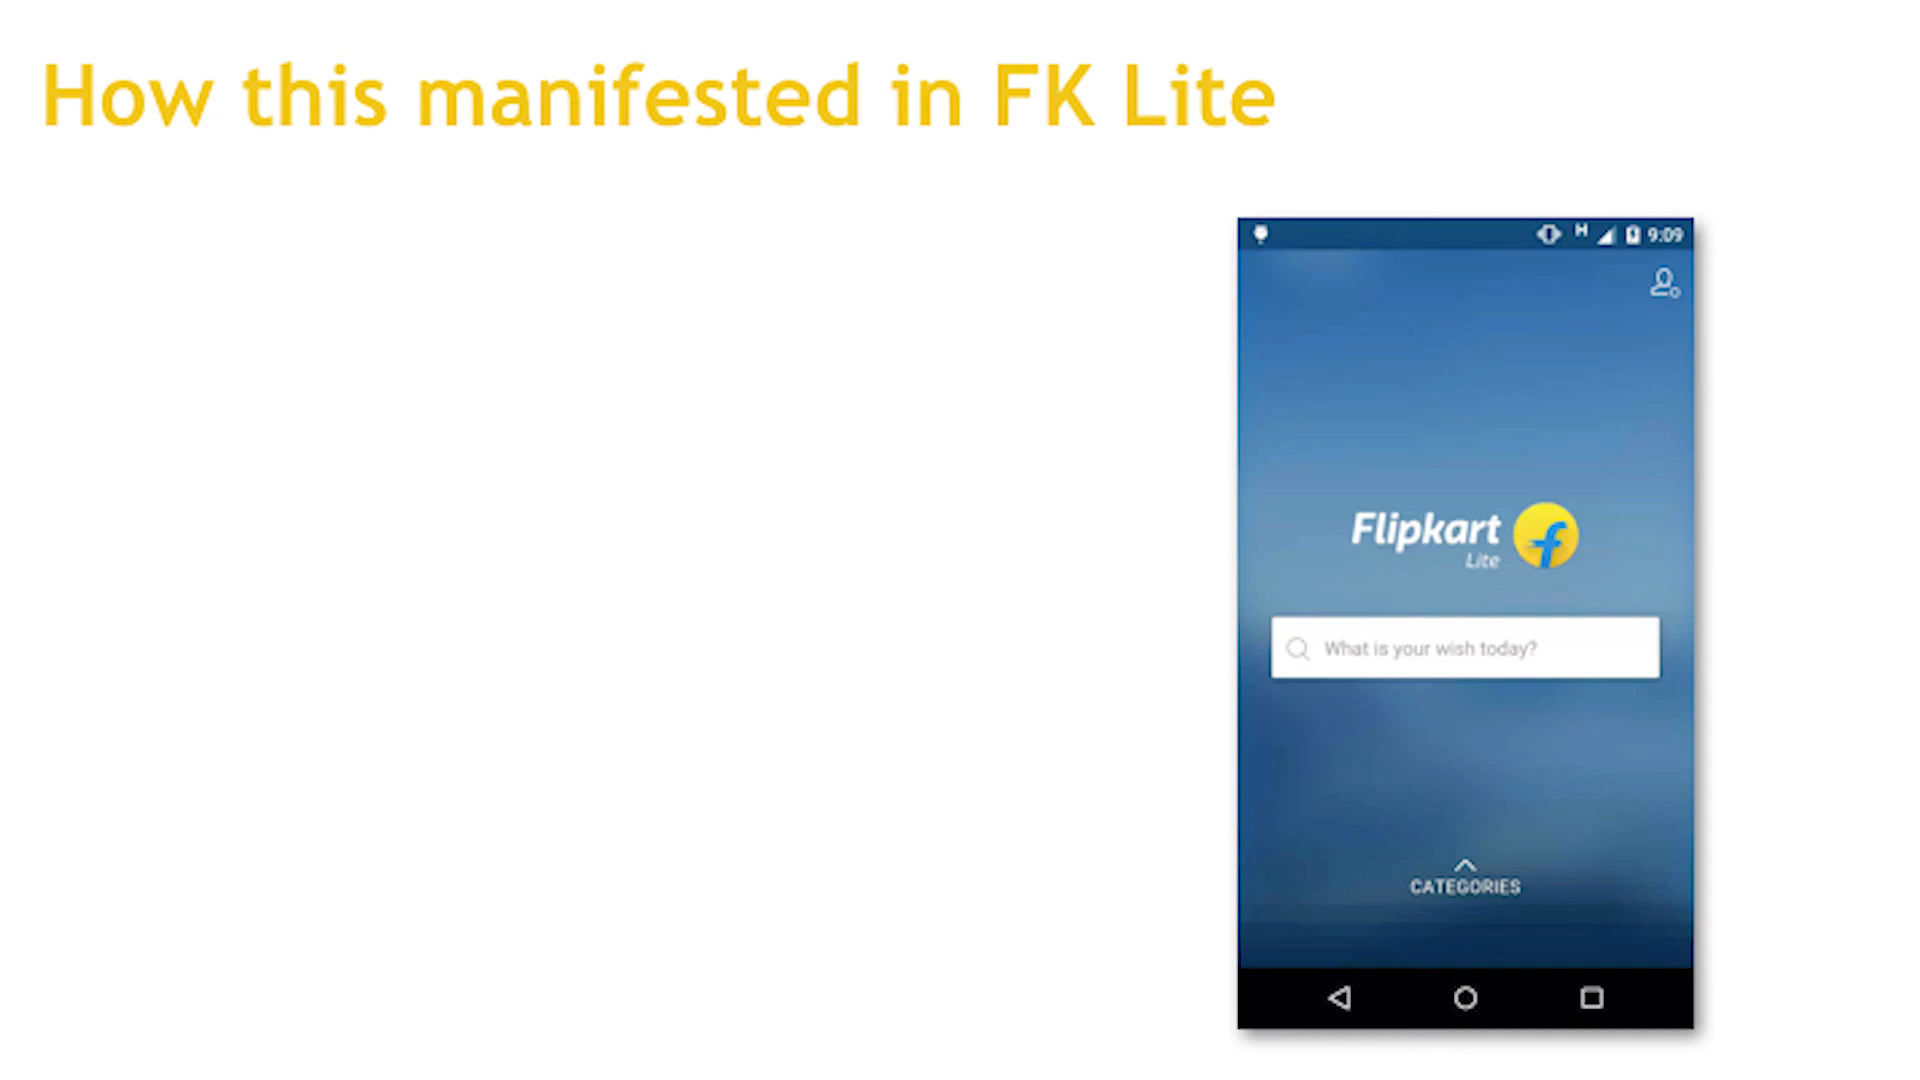 How this manifested in FK Lite
H 9:09
Flipkart
Lite
What is your wish today?
CATEGORIES